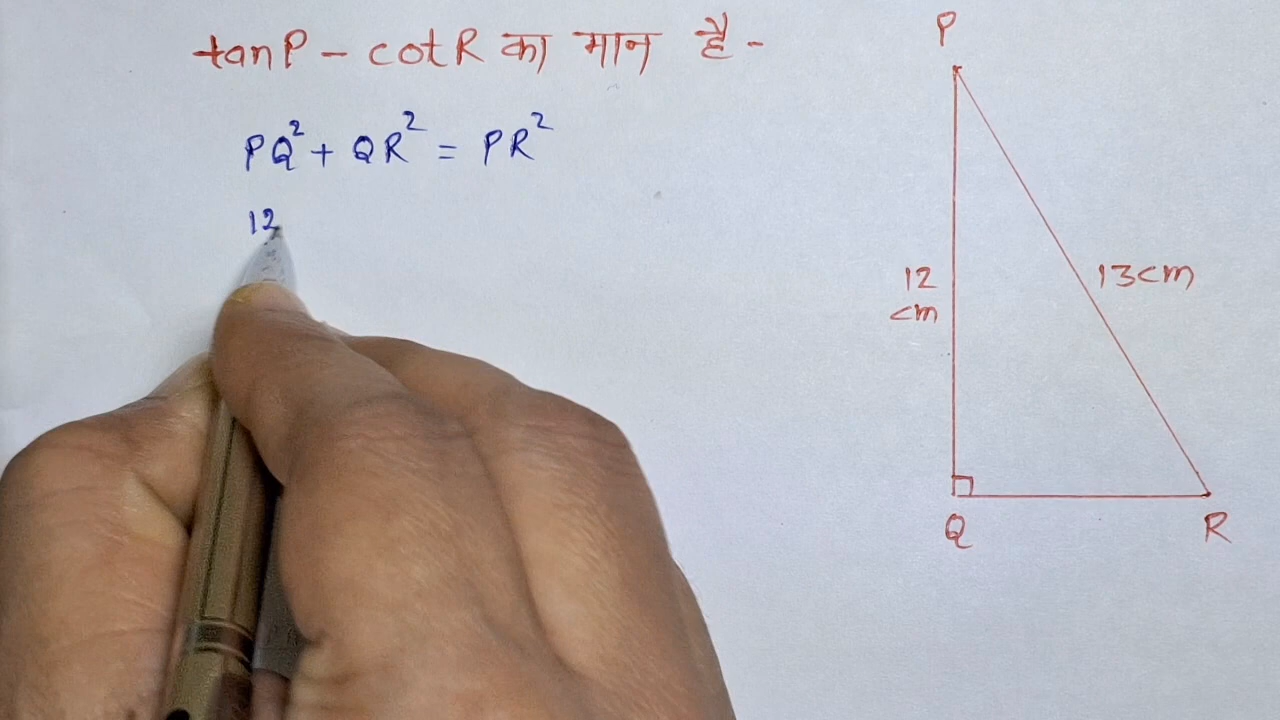 tanP - cotR का मान है -
PQ² + QR² = PR²
12
P
12
cm
13cm
Q
R